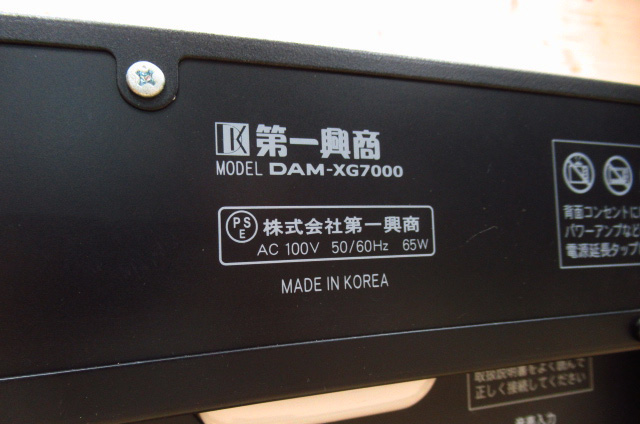 DK 第一興商
MODEL DAM-XG7000
PS
E
株式会社第一興商
AC 100V 50/60Hz 65W
MADE IN KOREA
背面コンセントに
パワーアンプなど
電源延長タップ
取扱説明書をよく読んで
正しく接続してください